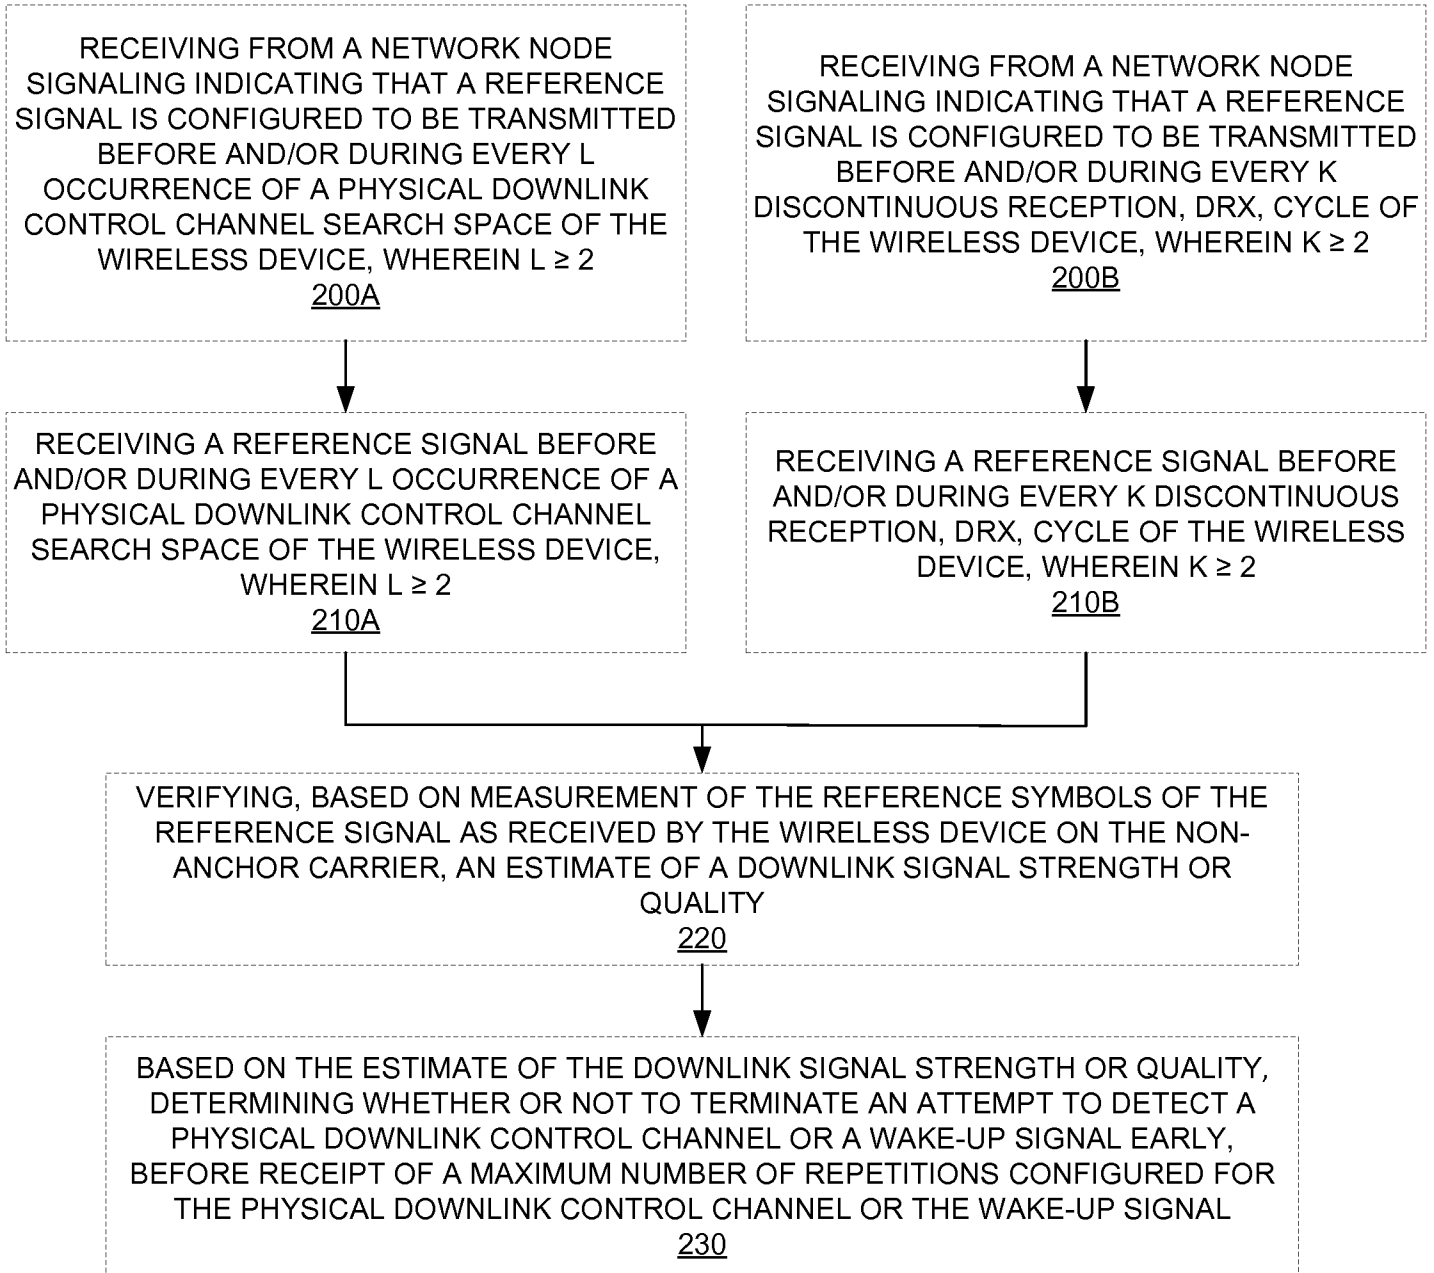 RECEIVING FROM A NETWORK NODE
SIGNALING INDICATING THAT A REFERENCE
SIGNAL IS CONFIGURED TO BE TRANSMITTED
BEFORE AND/OR DURING EVERY L
OCCURRENCE OF A PHYSICAL DOWNLINK
CONTROL CHANNEL SEARCH SPACE OF THE
WIRELESS DEVICE, WHEREIN L ≥ 2
200A
RECEIVING FROM A NETWORK NODE
SIGNALING INDICATING THAT A REFERENCE
SIGNAL IS CONFIGURED TO BE TRANSMITTED
BEFORE AND/OR DURING EVERY K
DISCONTINUOUS RECEPTION, DRX, CYCLE OF
THE WIRELESS DEVICE, WHEREIN K ≥ 2
200B
RECEIVING A REFERENCE SIGNAL BEFORE
AND/OR DURING EVERY L OCCURRENCE OF A
PHYSICAL DOWNLINK CONTROL CHANNEL
SEARCH SPACE OF THE WIRELESS DEVICE,
WHEREIN L ≥ 2
210A
RECEIVING A REFERENCE SIGNAL BEFORE
AND/OR DURING EVERY K DISCONTINUOUS
RECEPTION, DRX, CYCLE OF THE WIRELESS
DEVICE, WHEREIN K ≥ 2
210B
VERIFYING, BASED ON MEASUREMENT OF THE REFERENCE SYMBOLS OF THE
REFERENCE SIGNAL AS RECEIVED BY THE WIRELESS DEVICE ON THE NON-
ANCHOR CARRIER, AN ESTIMATE OF A DOWNLINK SIGNAL STRENGTH OR
QUALITY
220
BASED ON THE ESTIMATE OF THE DOWNLINK SIGNAL STRENGTH OR QUALITY,
DETERMINING WHETHER OR NOT TO TERMINATE AN ATTEMPT TO DETECT A
PHYSICAL DOWNLINK CONTROL CHANNEL OR A WAKE-UP SIGNAL EARLY,
BEFORE RECEIPT OF A MAXIMUM NUMBER OF REPETITIONS CONFIGURED FOR
THE PHYSICAL DOWNLINK CONTROL CHANNEL OR THE WAKE-UP SIGNAL
230